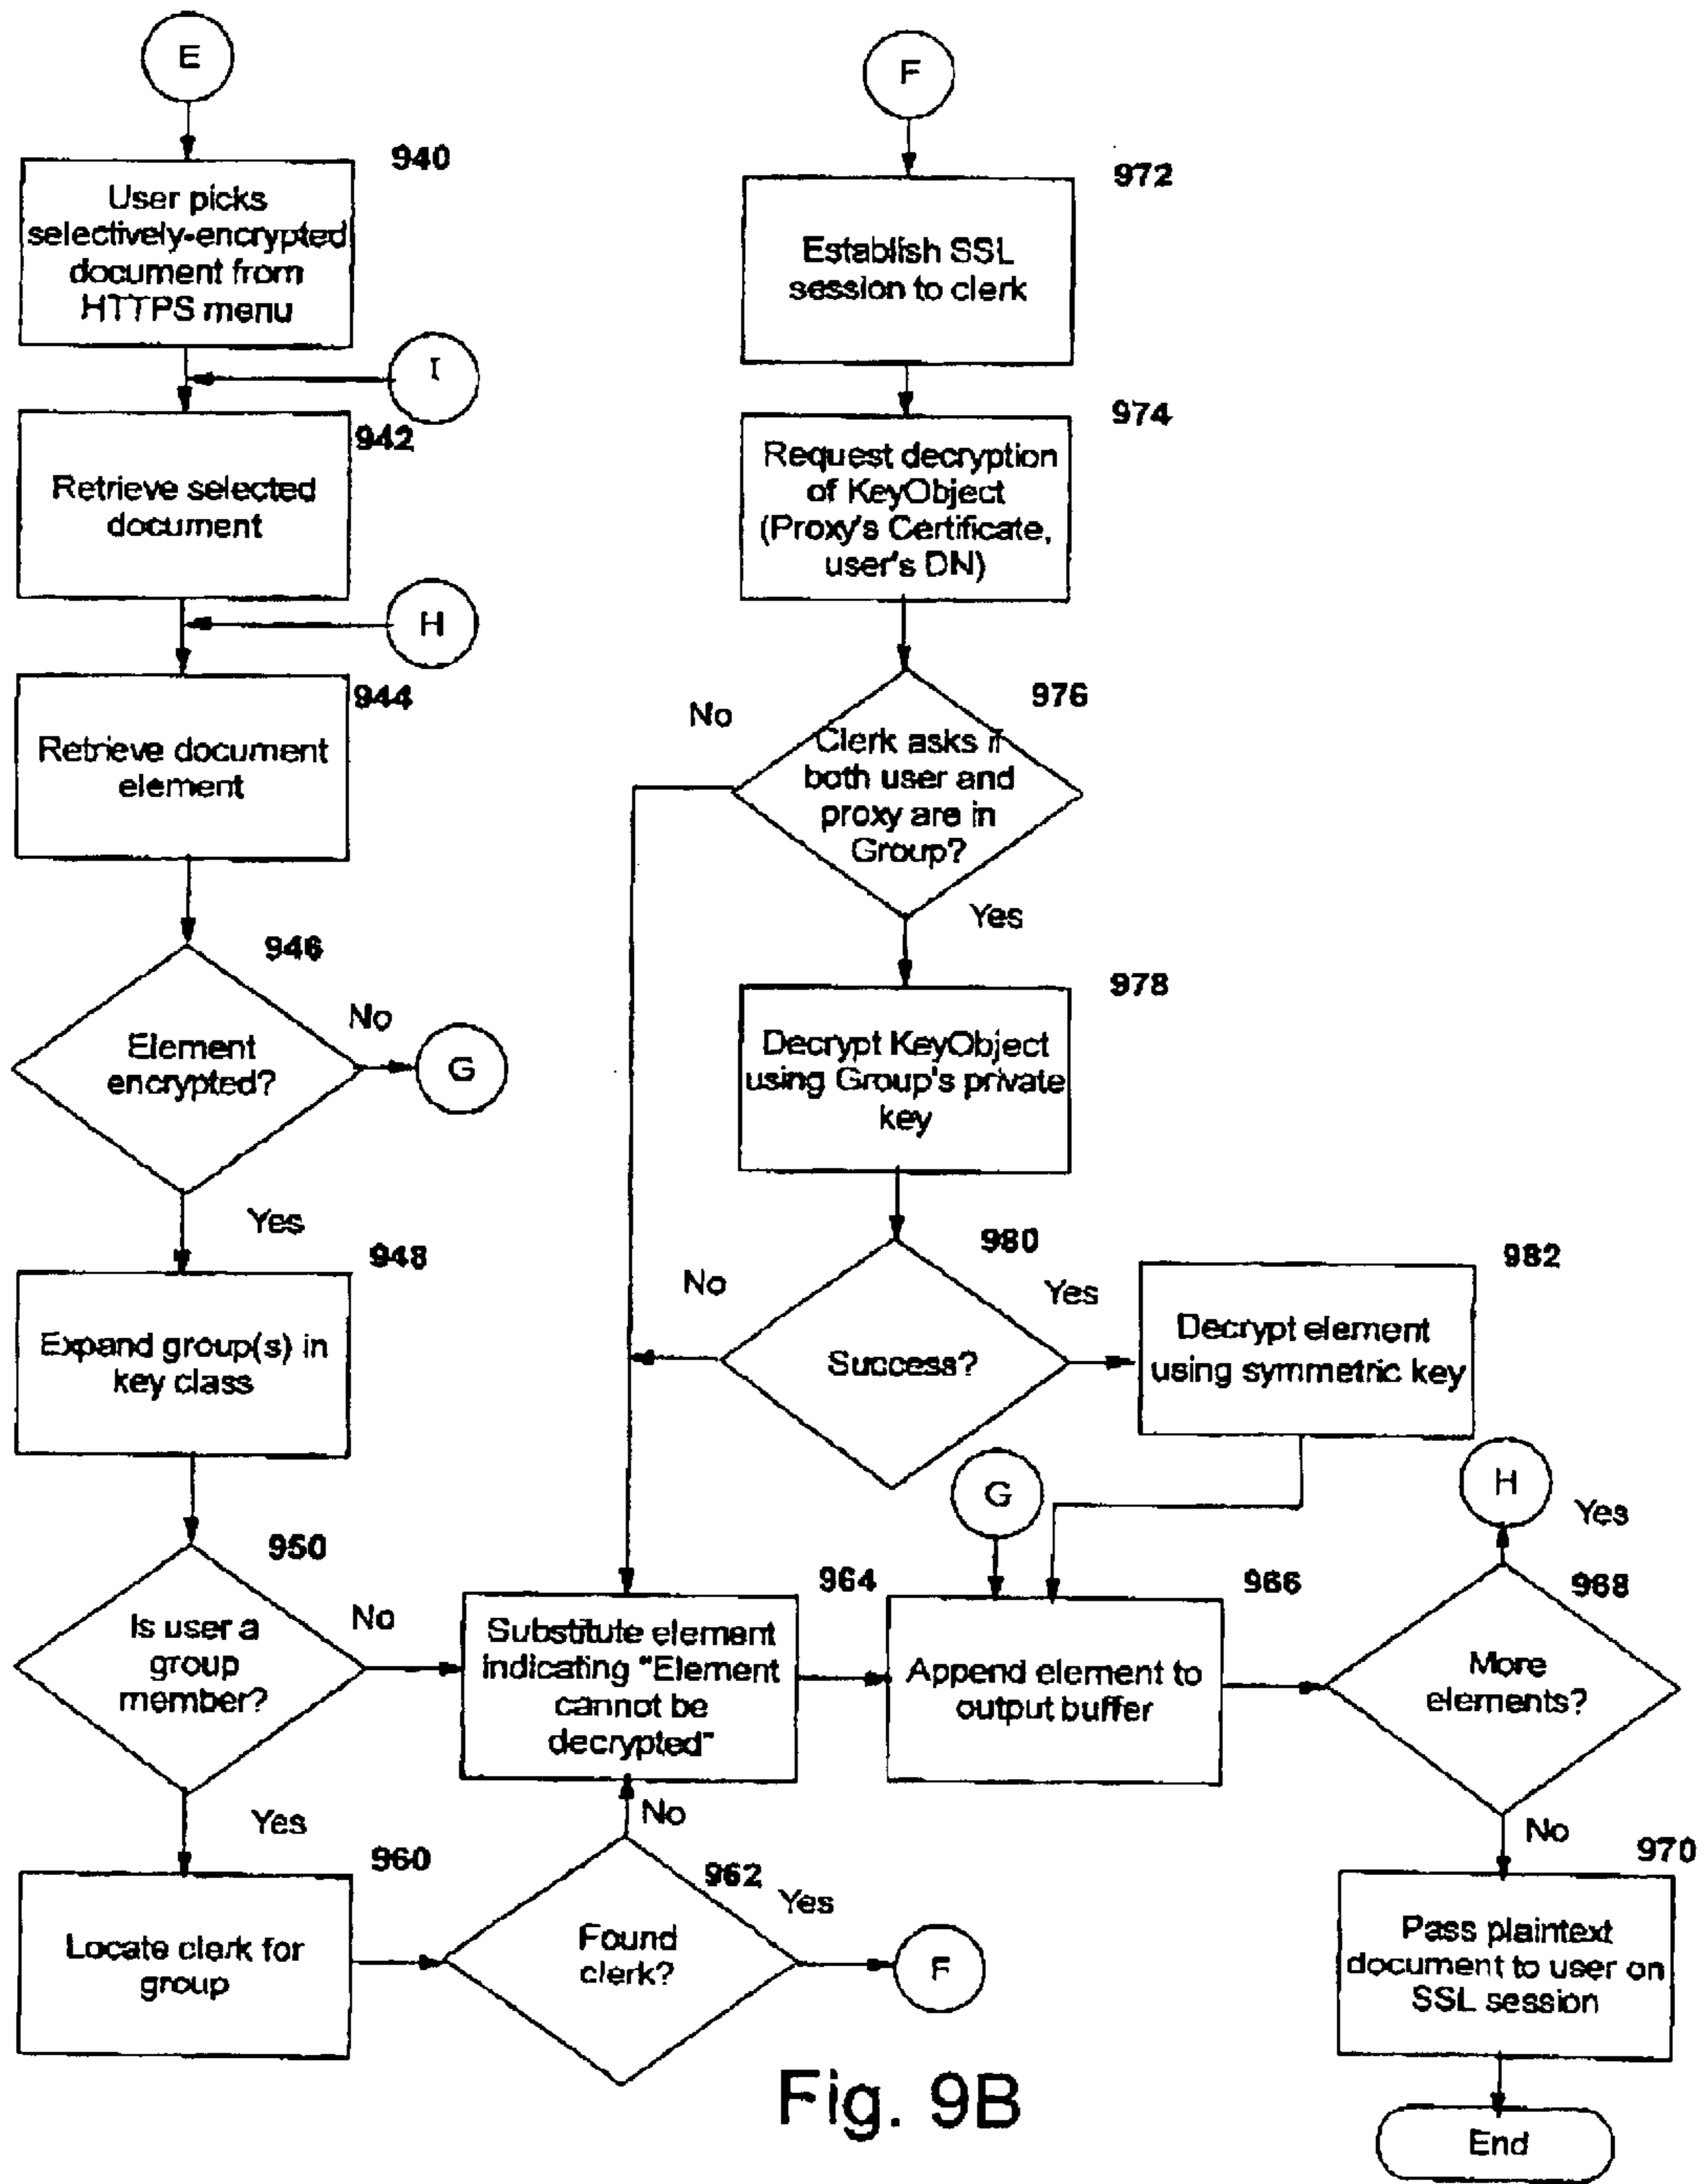 E
940
User picks
selectively-encrypted
document from
HTTPS menu
I
942
Retrieve selected
document
H
944
Retrieve document
element
946
Element
encrypted?
No
G
Yes
948
Expand group(s) in
key class
950
Is user a
group
member?
No
Yes
960
Locate clerk for
group
962
Found
clerk?
No
Yes
F
964
Substitute element
indicating "Element
cannot be
decrypted"
F
972
Establish SSL
session to clerk
974
Request decryption
of KeyObject
(Proxy's Certificate,
user's DN)
976
No
Clerk asks if
both user and
proxy are in
Group?
Yes
978
Decrypt KeyObject
using Group's private
key
980
No
Success?
Yes
982
Decrypt element
using symmetric key
G
966
Append element to
output buffer
H
Yes
968
More
elements?
No
970
Pass plaintext
document to user on
SSL session
End
Fig. 9B